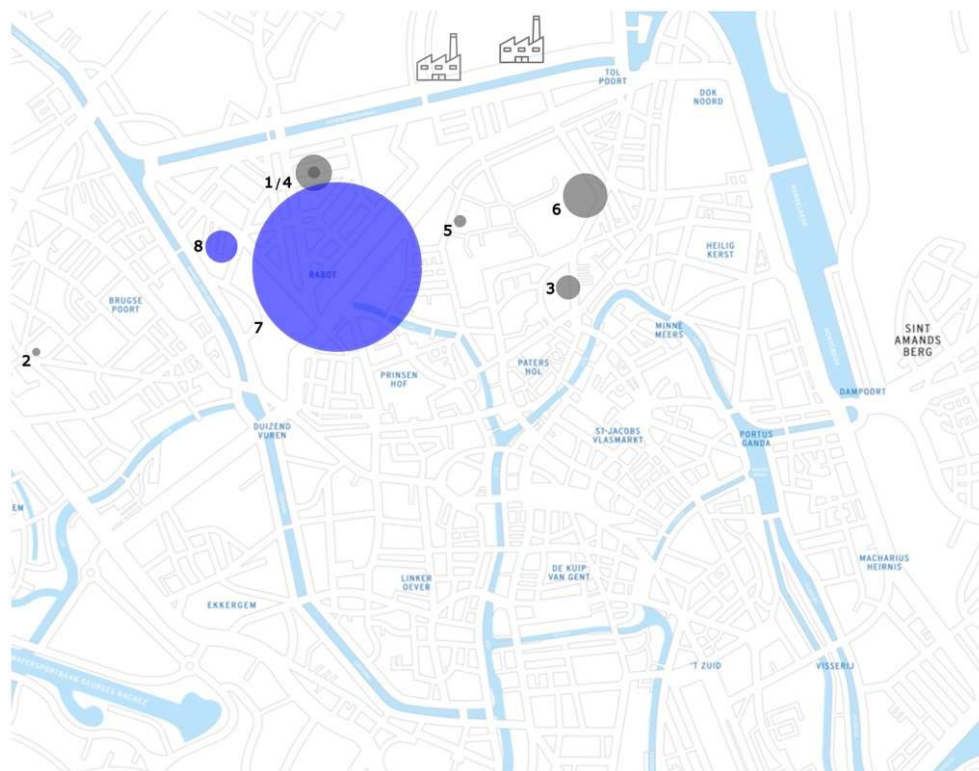 TOL
POORT
DOK
NOORD
1/4
6
5
8
HEILIG
KERST
RABOT
3
BRUGSE
POORT
7
MINNE
MEERS
SINT
AMANDS
BERG
2
PATERS
HOL
PRINSEN
HOF
DAMPOORT
DUIZEND
VUREN
ST-JACOBS
VLASMARKT
PORTUS
GANDA
EM
MACHARIUS
HEIRNIS
DE KUIP
VAN GENT
LINKER
OEVER
EKKERGEM
'T ZUID
VISSERIJ
WATERSPORTBAAN GEORGES NACHEZ